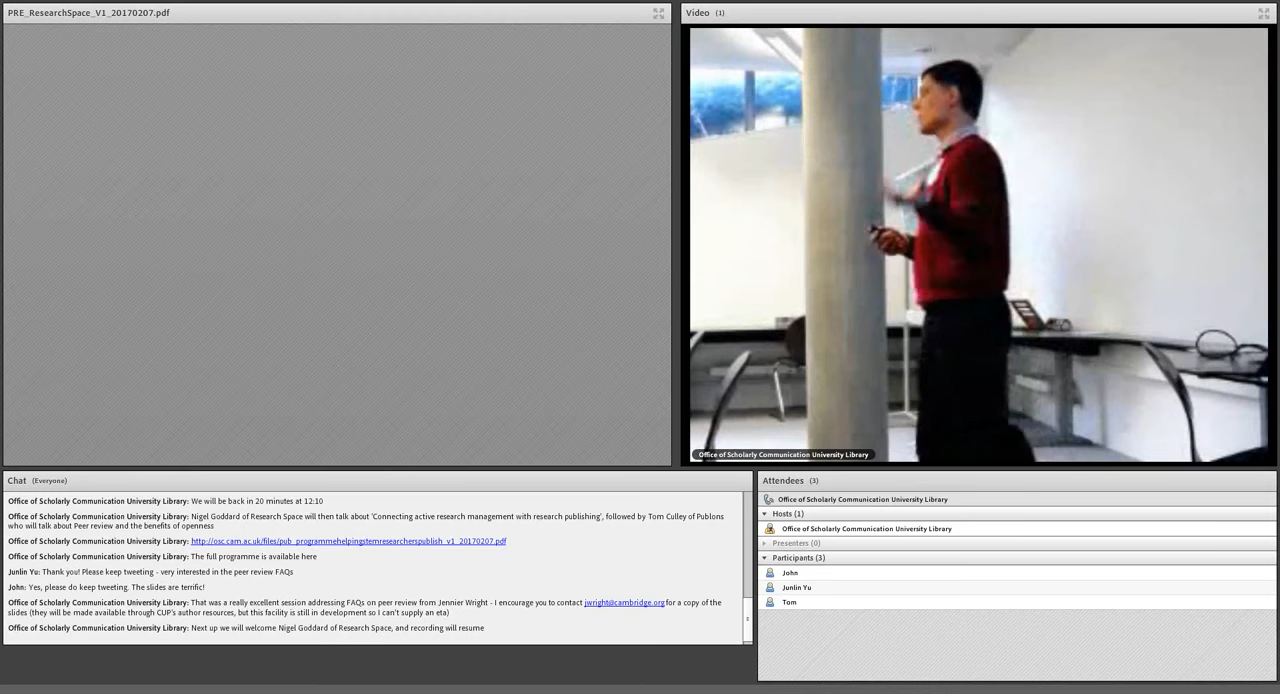 PRE_ResearchSpace_V1_20170207.pdf
Video (1)
Office of Scholarly Communication University Library
Chat (Everyone)
Office of Scholarly Communication University Library: We will be back in 20 minutes at 12:10
Office of Scholarly Communication University Library: Nigel Goddard of Research Space will then talk about 'Connecting active research management with research publishing', followed by Tom Culley of Publons
who will talk about Peer review and the benefits of openness
Office of Scholarly Communication University Library: http://osc.cam.ac.uk/files/pub_programmehelpingstemresearcherspublish_v1_20170207.pdf
Office of Scholarly Communication University Library: The full programme is available here
Junlin Yu: Thank you! Please keep tweeting - very interested in the peer review FAQs
John: Yes, please do keep tweeting. The slides are terrific!
Office of Scholarly Communication University Library: That was a really excellent session addressing FAQs on peer review from Jennier Wright - I encourage you to contact jwright@cambridge.org for a copy of the
slides (they will be made available through CUP's author resources, but this facility is still in development so I can't supply an eta)
Office of Scholarly Communication University Library: Next up we will welcome Nigel Goddard of Research Space, and recording will resume
Attendees (3)
Office of Scholarly Communication University Library
Hosts (1)
Office of Scholarly Communication University Library
Presenters (0)
Participants (3)
John
Junlin Yu
Tom